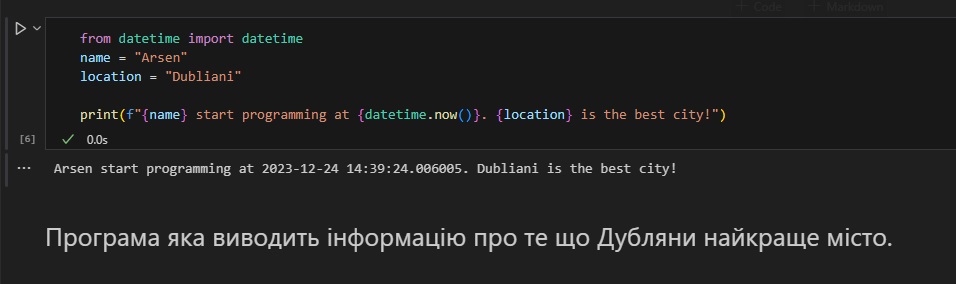 + Code + Markdown
from datetime import datetime
name = "Arsen"
location = "Dubliani"
print(f"{name} start programming at {datetime.now()}. {location} is the best city!")
[6] ✓ 0.0s
... Arsen start programming at 2023-12-24 14:39:24.006005. Dubliani is the best city!
Програма яка виводить інформацію про те що Дубляни найкраще місто.